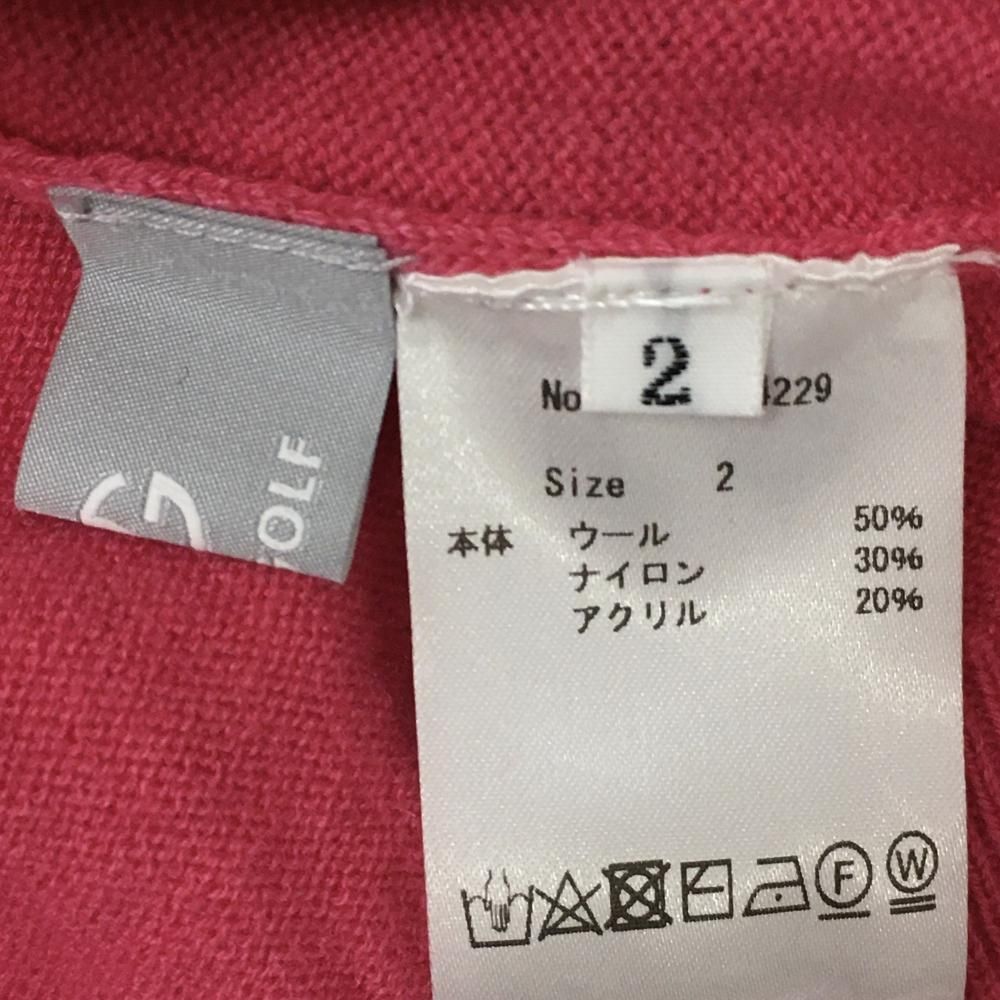 G
GOLF
2
No 4229
Size 2
本体 ウール 50%
ナイロン 30%
アクリル 20%
F
W